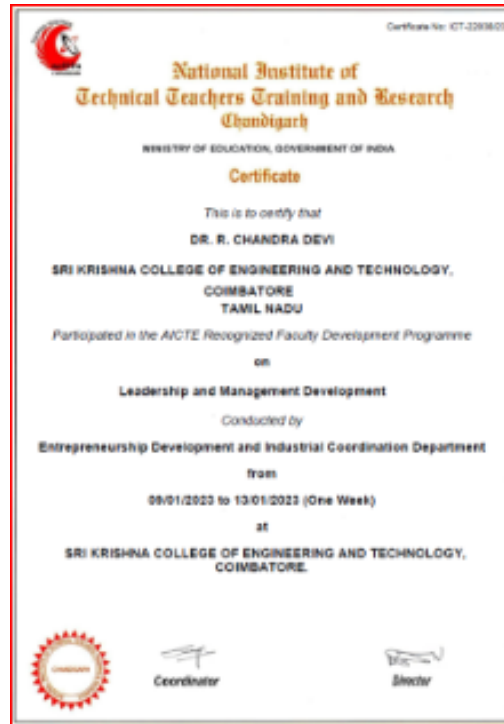 Certificate No: ICT-
National Institute of
Technical Teachers Training and Research
Chandigarh
MINISTRY OF EDUCATION, GOVERNMENT OF INDIA
Certificate
This is to certify that
DR. R. CHANDRA DEVI
SRI KRISHNA COLLEGE OF ENGINEERING AND TECHNOLOGY,
COIMBATORE
TAMIL NADU
Participated in the AICTE Recognized Faculty Development Programme
on
Leadership and Management Development
Conducted by
Entrepreneurship Development and Industrial Coordination Department
from
09/01/2023 to 13/01/2023 (One Week)
at
SRI KRISHNA COLLEGE OF ENGINEERING AND TECHNOLOGY,
COIMBATORE.
CHANDIGARH
Coordinator
Director